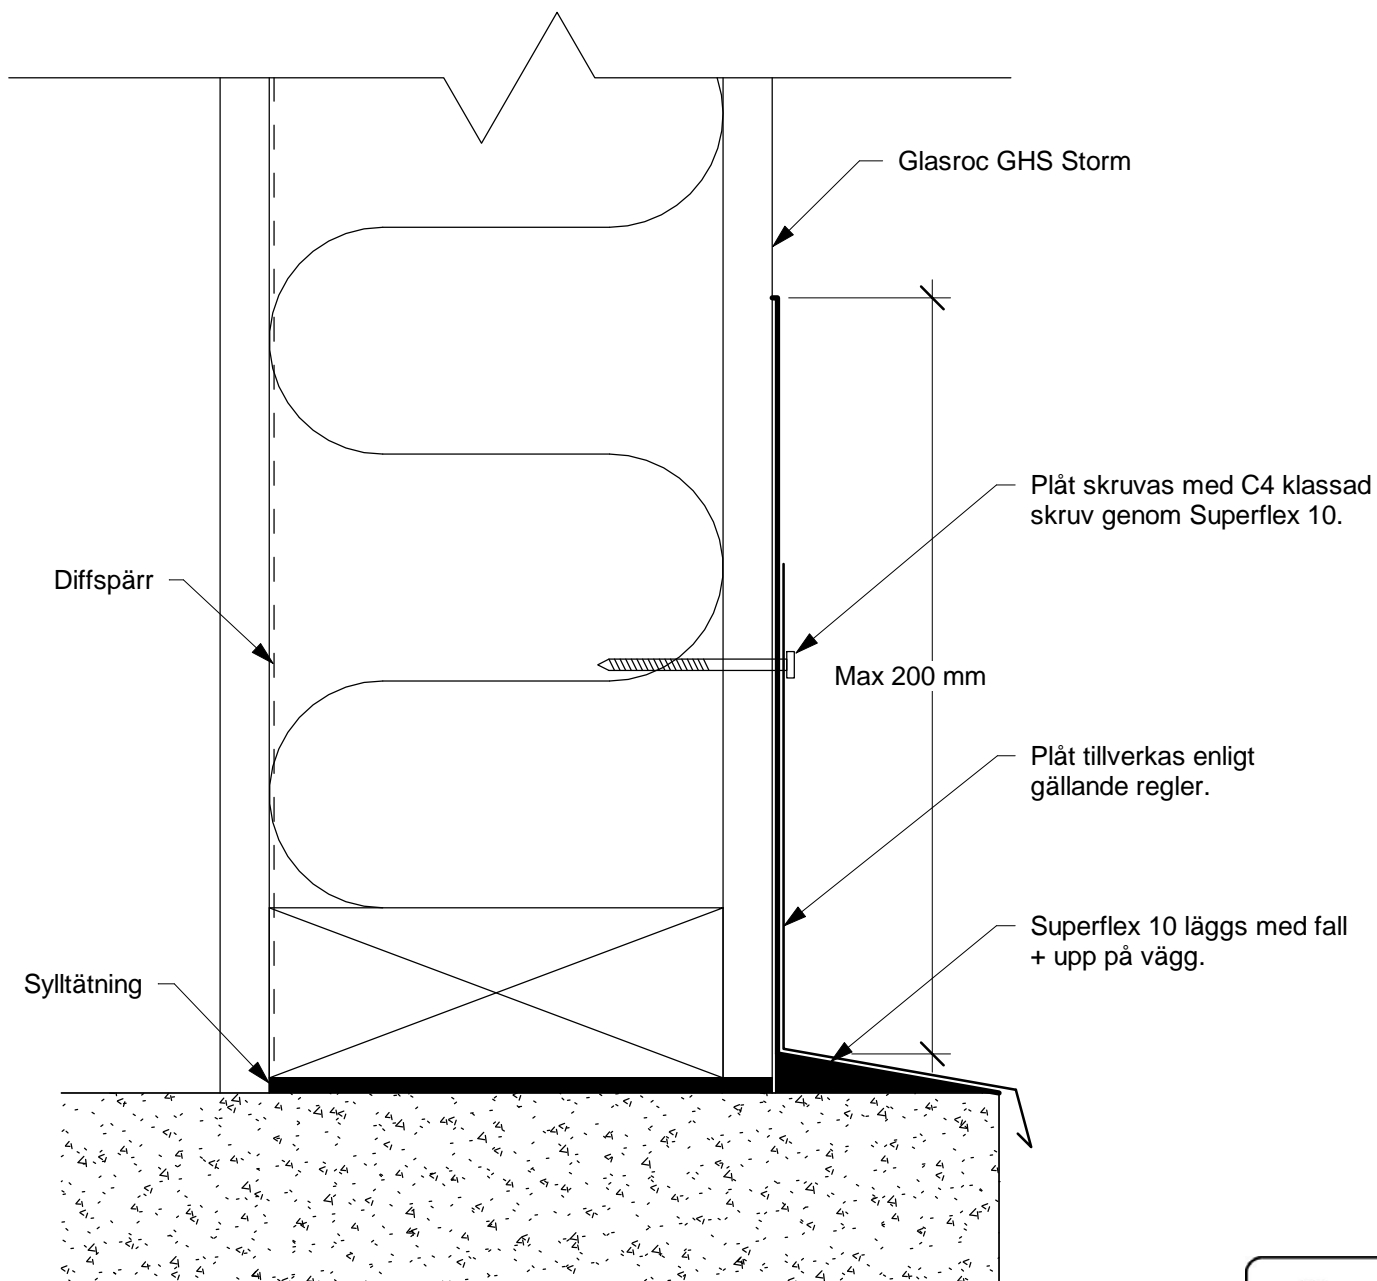 Glasroc GHS Storm
Plåt skruvas med C4 klassad
skruv genom Superflex 10.
Diffspärr
Max 200 mm
Plåt tillverkas enligt
gällande regler.
Superflex 10 läggs med fall
+ upp på vägg.
Sylltätning